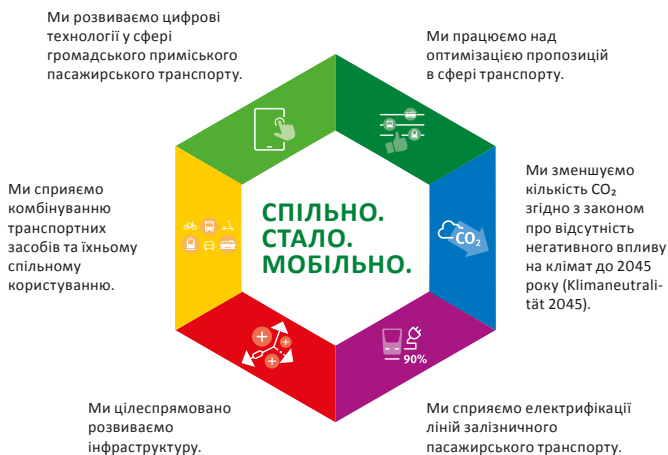 Ми розвиваємо цифрові
технології у сфері
громадського приміського
пасажирського транспорту.
Ми працюємо над
оптимізацією пропозицій
в сфері транспорту.
Ми сприяємо
комбінуванню
транспортних
засобів та їхньому
спільному
користуванню.
СПІЛЬНО.
СТАЛО.
МОБІЛЬНО.
CO₂
Ми зменшуємо
кількість CO₂
згідно з законом
про відсутність
негативного впливу
на клімат до 2045
року (Klimaneutrali-
tät 2045).
90%
Ми цілеспрямовано
розвиваємо
інфраструктуру.
Ми сприяємо електрифікації
ліній залізничного
пасажирського транспорту.